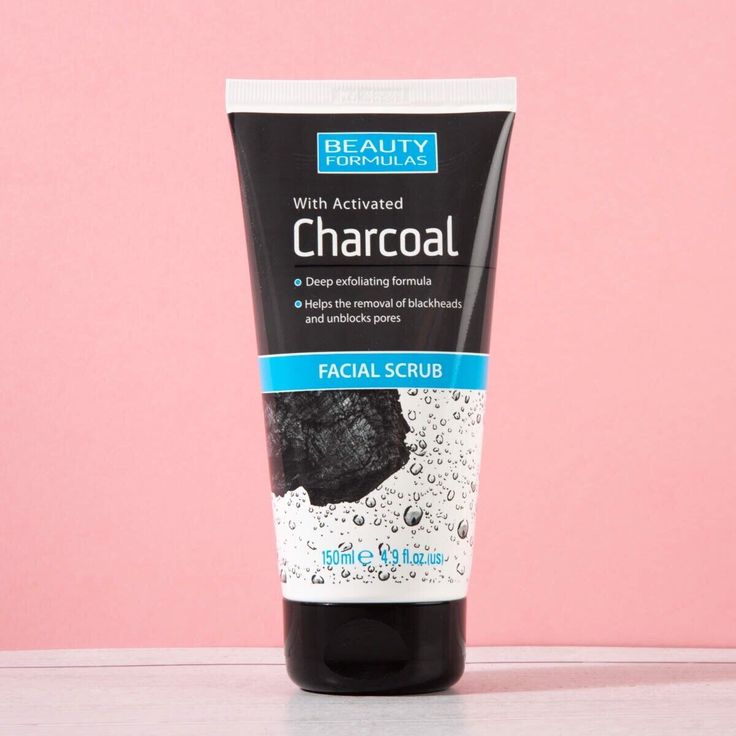 BEAUTY
FORMULAS
With Activated
Charcoal
Deep exfoliating formula
Helps the removal of blackheads
and unblocks pores
FACIAL SCRUB
150ml e 4.9 fl.oz.(US)